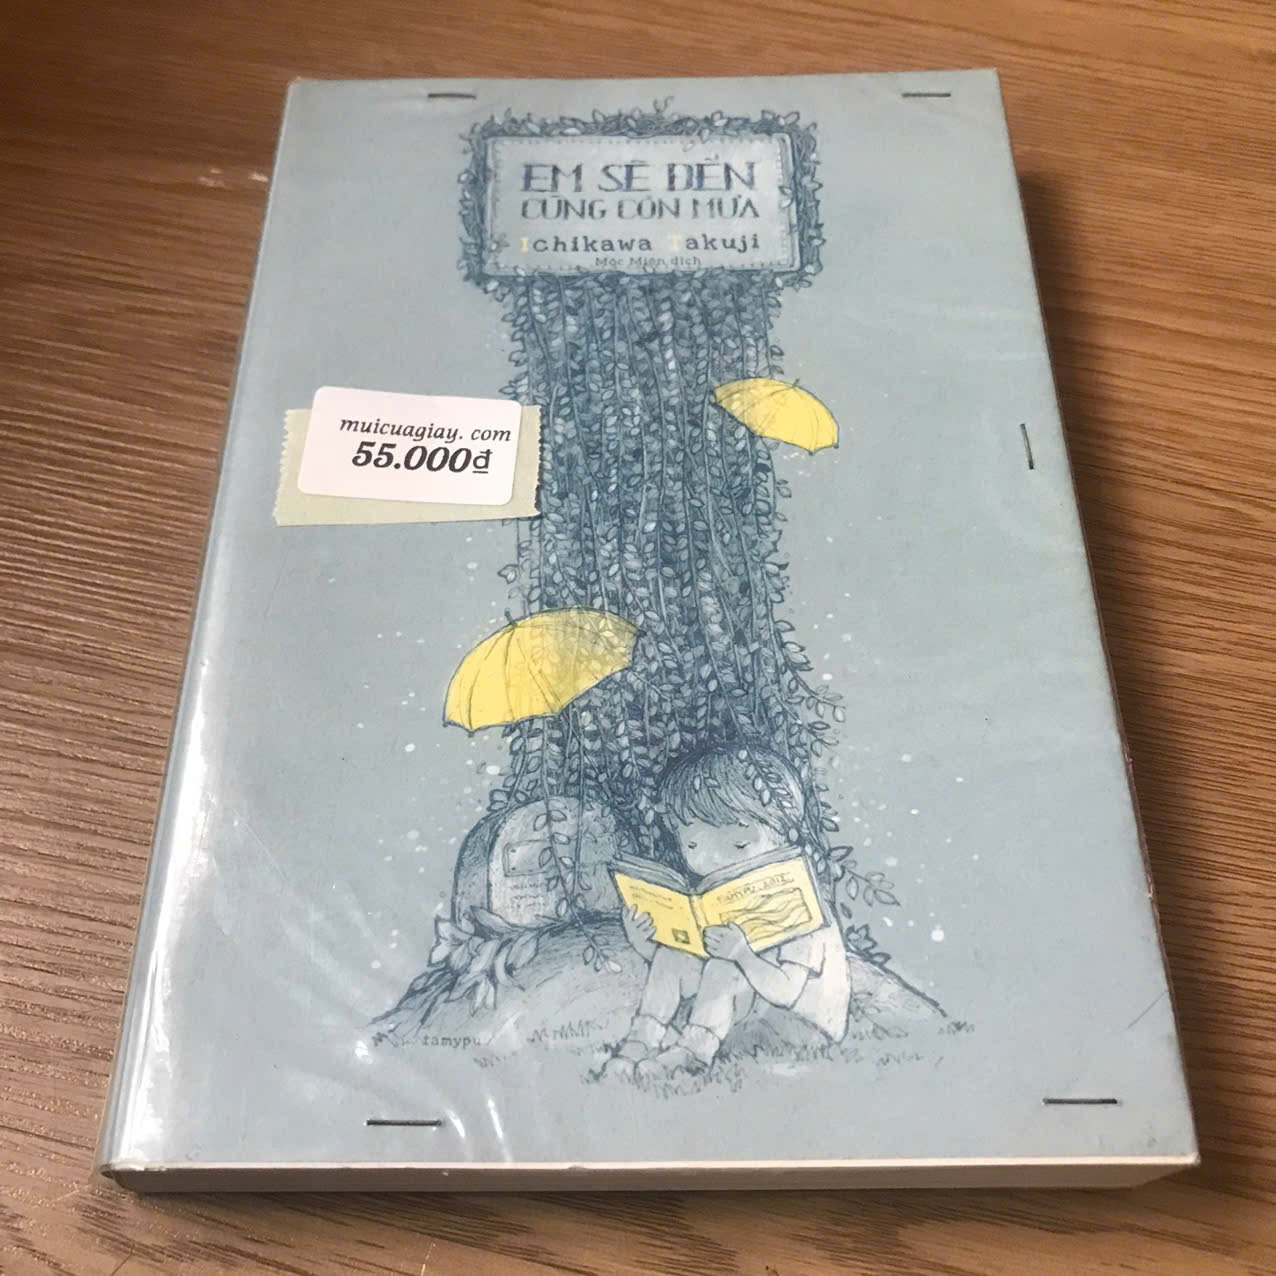 EM SẼ ĐẾN
CÙNG CƠN MƯA
Ichikawa Takuji
Mộc Miên dịch
muicuagiay. com
55.000đ
tamypu